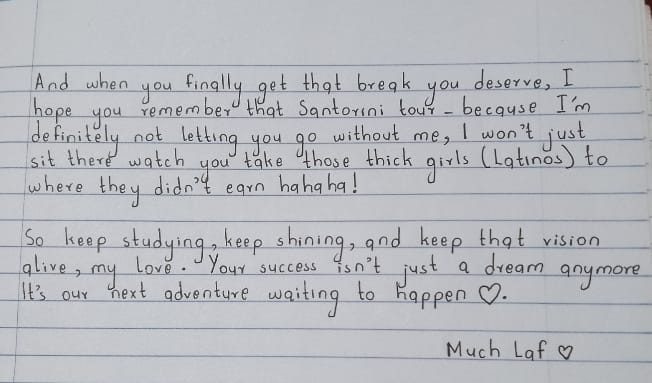 And when you finally get that break you deserve, I
hope you remember that Santorini tour - because I'm
definitely not letting you go without me, I won't just
sit there watch you take those thick girls (Latinos) to
where they didn't earn hahaha!
So keep studying, keep shining, and keep that vision
alive, my love. Your success isn't just a dream anymore
It's our next adventure waiting to happen ♡.
Much Laf ♡